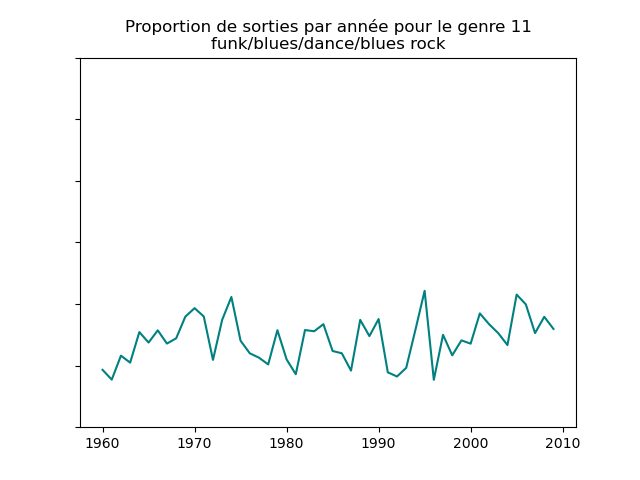 Proportion de sorties par année pour le genre 11
funk/blues/dance/blues rock
1960 1970 1980 1990 2000 2010